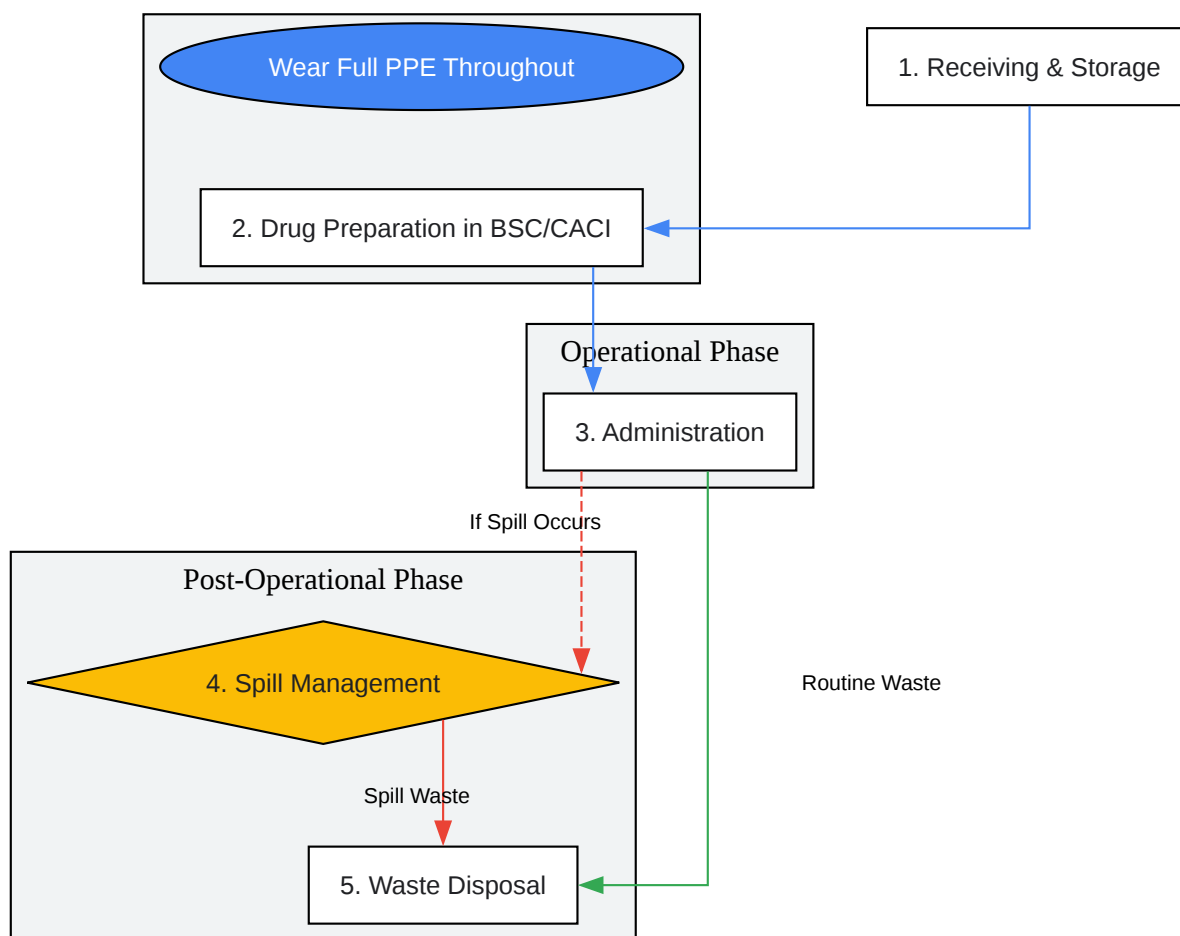 Wear Full PPE Throughout
1. Receiving & Storage
2. Drug Preparation in BSC/CACI
Operational Phase
3. Administration
If Spill Occurs
Post-Operational Phase
4. Spill Management
Routine Waste
Spill Waste
5. Waste Disposal